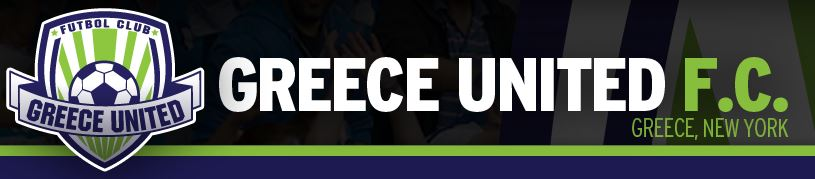 FUTBOL CLUB
GREECE UNITED
GREECE UNITED F.C.
GREECE, NEW YORK